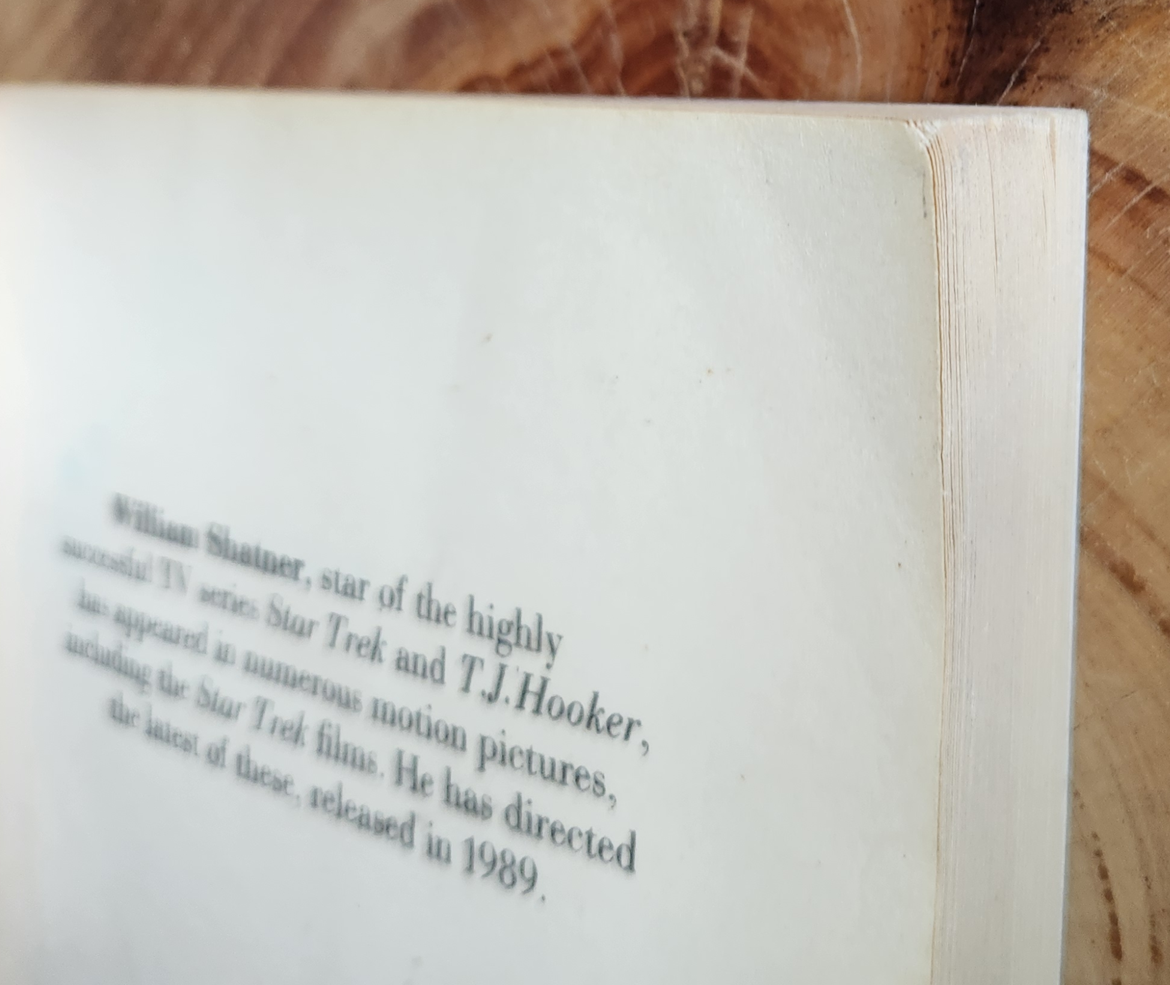 William Shatner, star of the highly
successful TV series Star Trek and T.J. Hooker,
has appeared in numerous motion pictures,
including the Star Trek films. He has directed
the latest of these, released in 1989.